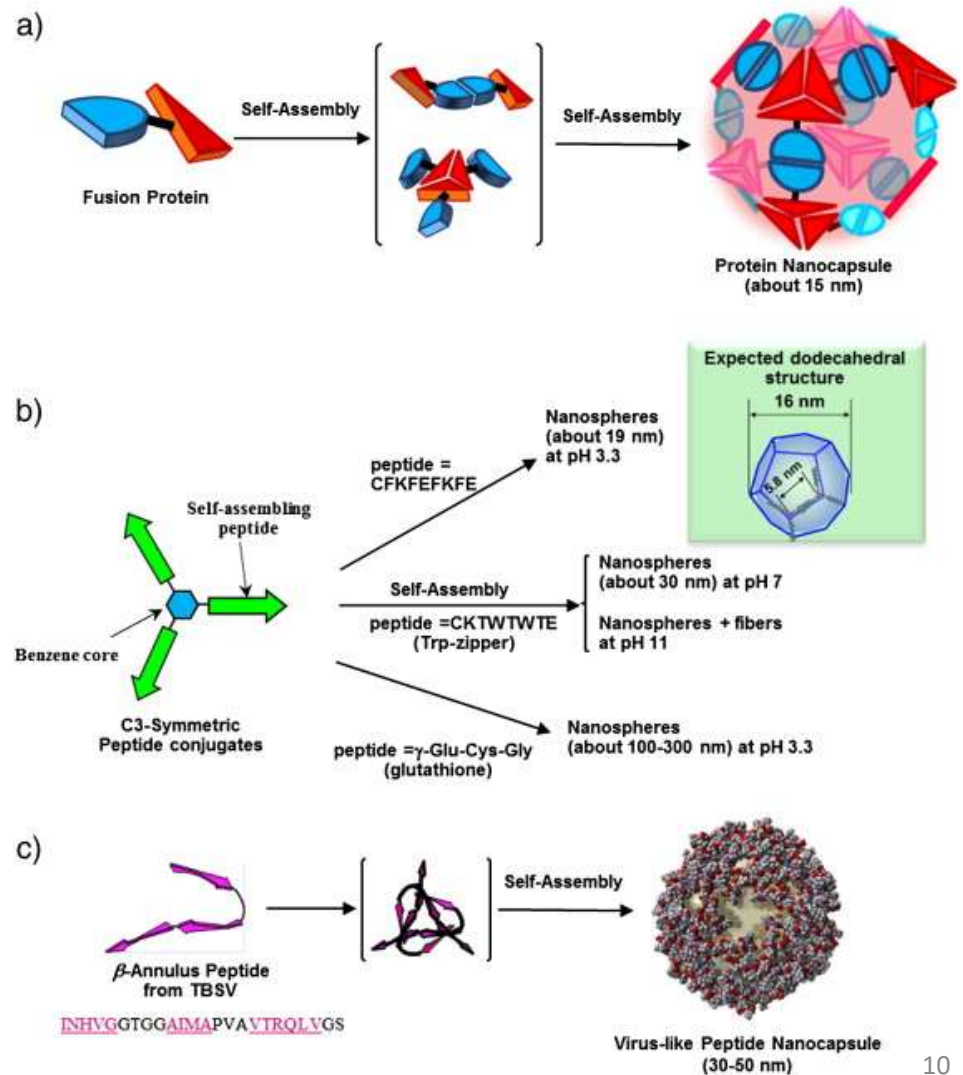 a)
Self-Assembly
Self-Assembly
Fusion Protein
Protein Nanocapsule
(about 15 nm)
b)
Expected dodecahedral
structure
16 nm
5.8 nm
Nanospheres
(about 19 nm)
at pH 3.3
peptide =
CFKFEFKFE
Self-assembling
peptide
Benzene core
C3-Symmetric
Peptide conjugates
Self-Assembly
peptide =CKTWTWTE
(Trp-zipper)
Nanospheres
(about 30 nm) at pH 7
Nanospheres + fibers
at pH 11
peptide =γ-Glu-Cys-Gly
(glutathione)
Nanospheres
(about 100-300 nm) at pH 3.3
c)
Self-Assembly
β-Annulus Peptide
from TBSV
INHVGGTGGAIMAPVAVTRQLVGS
Virus-like Peptide Nanocapsule
(30-50 nm)
10